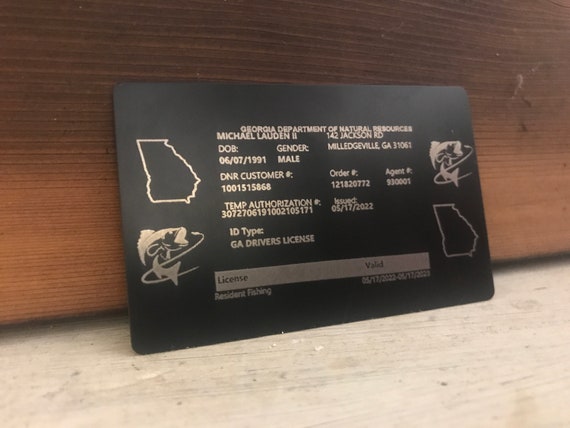 GEORGIA DEPARTMENT OF NATURAL RESOURCES
MICHAEL LAUDEN II 142 JACKSON RD
DOB: GENDER: MILLEDGEVILLE, GA 31061
06/07/1991 MALE
DNR CUSTOMER #: Order #: Agent #:
1001515868 121820772 930001
TEMP AUTHORIZATION #: Issued:
3072706191002105171 05/17/2022
ID Type:
GA DRIVERS LICENSE
License Valid
Resident Fishing 05/17/2022-05/17/2023